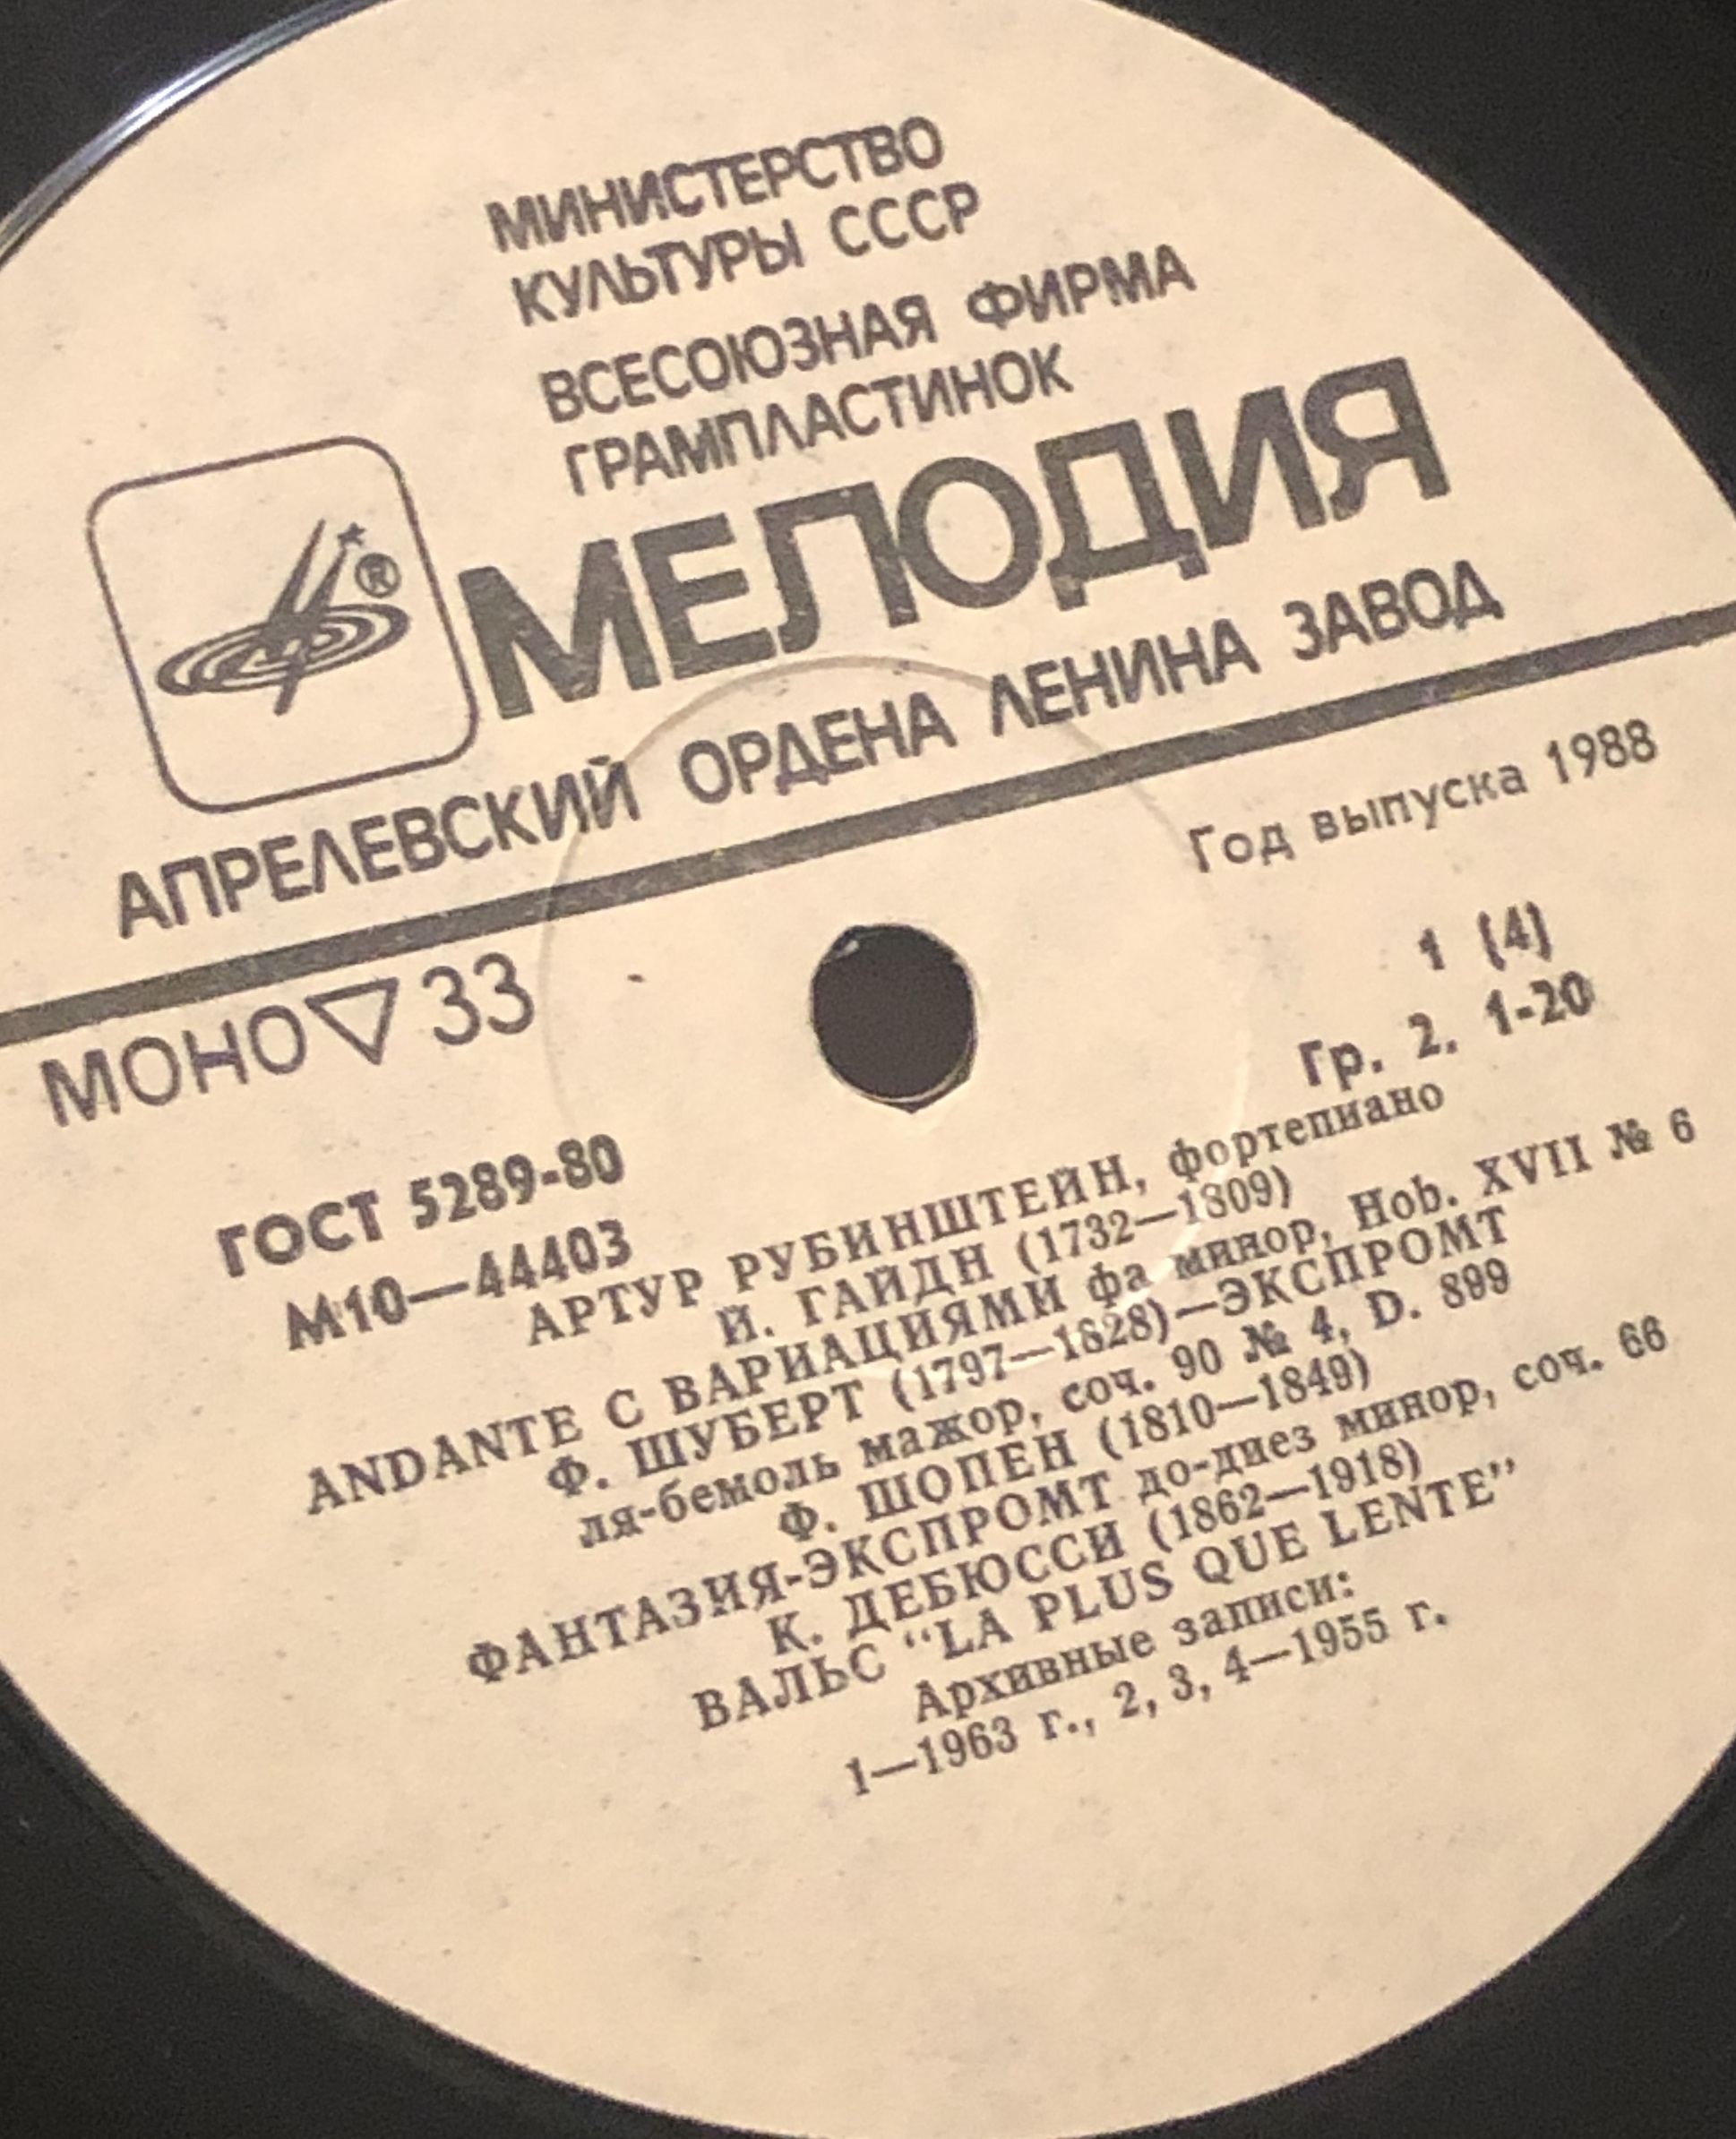 МИНИСТЕРСТВО
КУЛЬТУРЫ СССР
ВСЕСОЮЗНАЯ ФИРМА
ГРАМПЛАСТИНОК
®
МЕЛОДИЯ
АПРЕЛЕВСКИЙ ОРДЕНА ЛЕНИНА ЗАВОД
МОНО▽33
Год выпуска 1988
ГОСТ 5289-80
М10—44403
1 (4)
Гр. 2. 1-20
АРТУР РУБИНШТЕЙН, фортепиано
Й. ГАЙДН (1732—1809)
ANDANTE С ВАРИАЦИЯМИ фа минор, Hob. XVII № 6
Ф. ШУБЕРТ (1797—1828)—ЭКСПРОМТ
ля-бемоль мажор, соч. 90 № 4, D. 899
Ф. ШОПЕН (1810—1849)
ФАНТАЗИЯ-ЭКСПРОМТ до-диез минор, соч. 66
К. ДЕБЮССИ (1862—1918)
ВАЛЬС “LA PLUS QUE LENTE”
Архивные записи:
1—1963 г., 2, 3, 4—1955 г.